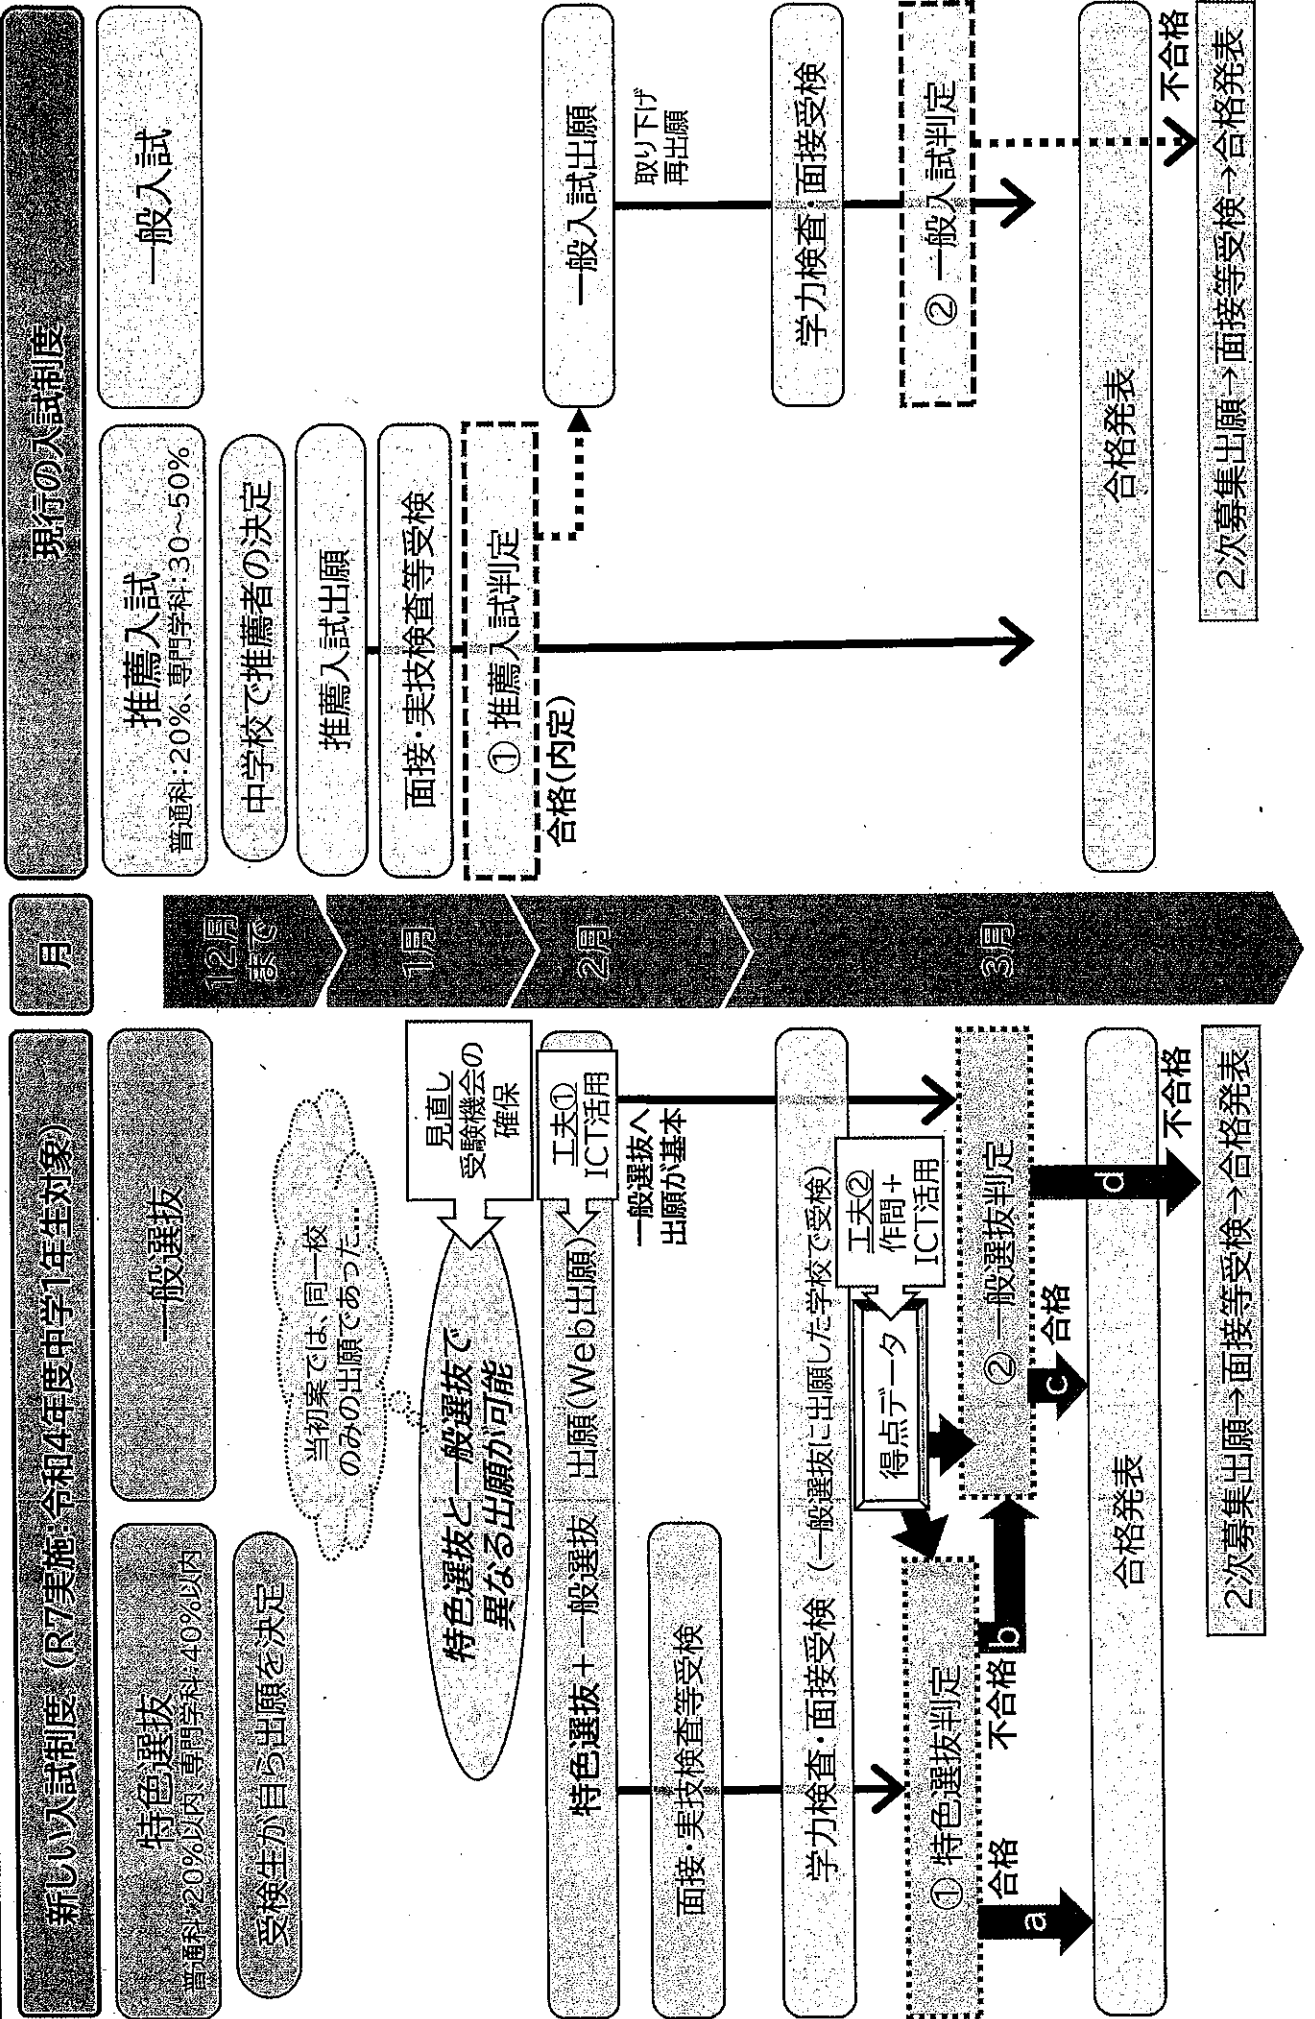 新しい入試制度（R7実施:令和4年度中学1年生対象）
月
現行の入試制度
特色選抜
普通科:20%以内、専門学科:40%以内
一般選抜
受検生が自ら出願を決定
当初案では、同一校
のみの出願であった…
特色選抜と一般選抜で
異なる出願が可能
見直し
受験機会の
確保
特色選抜＋一般選抜 出願(Web出願)
工夫①
ICT活用
一般選抜へ
出願が基本
面接・実技検査等受検
学力検査・面接受検（一般選抜に出願した学校で受検）
工夫②
作問＋
ICT活用
得点データ
① 特色選抜判定
② 一般選抜判定
合格
a
不合格
b
c
合格
d
不合格
合格発表
2次募集出願→面接等受検→合格発表
12月
まで
1月
2月
3月
推薦入試
普通科:20%、専門学科:30～50%
一般入試
中学校で推薦者の決定
推薦入試出願
面接・実技検査等受検
① 推薦入試判定
合格(内定)
一般入試出願
取り下げ
再出願
学力検査・面接受検
② 一般入試判定
合格発表
不合格
2次募集出願→面接等受検→合格発表